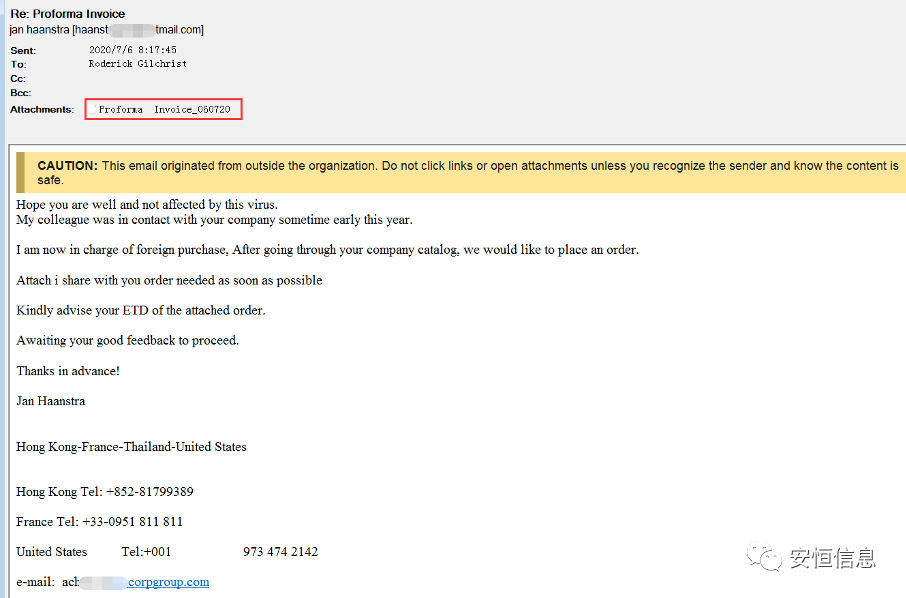 Re: Proforma Invoice
jan haanstra [haanst tmail.com]
Sent: 2020/7/6 8:17:45
To: Roderick Gilchrist
Cc:
Bcc:
Attachments: Proforma Invoice_060720
CAUTION: This email originated from outside the organization. Do not click links or open attachments unless you recognize the sender and know the content is
safe.
Hope you are well and not affected by this virus.
My colleague was in contact with your company sometime early this year.
I am now in charge of foreign purchase, After going through your company catalog, we would like to place an order.
Attach i share with you order needed as soon as possible
Kindly advise your ETD of the attached order.
Awaiting your good feedback to proceed.
Thanks in advance!
Jan Haanstra
Hong Kong-France-Thailand-United States
Hong Kong Tel: +852-81799389
France Tel: +33-0951 811 811
United States Tel:+001 973 474 2142
e-mail: ach corpgroup.com
安恒信息